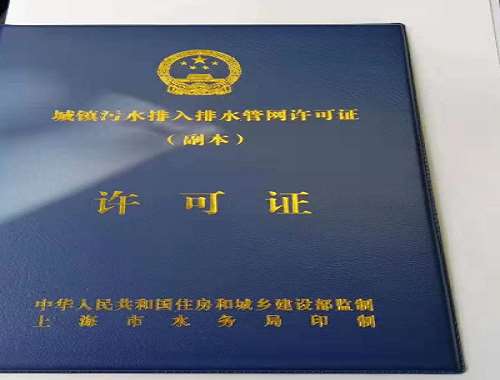 城镇污水排入排水管网许可证
（副本）
许可证
中华人民共和国住房和城乡建设部监制
上海市水务局印制